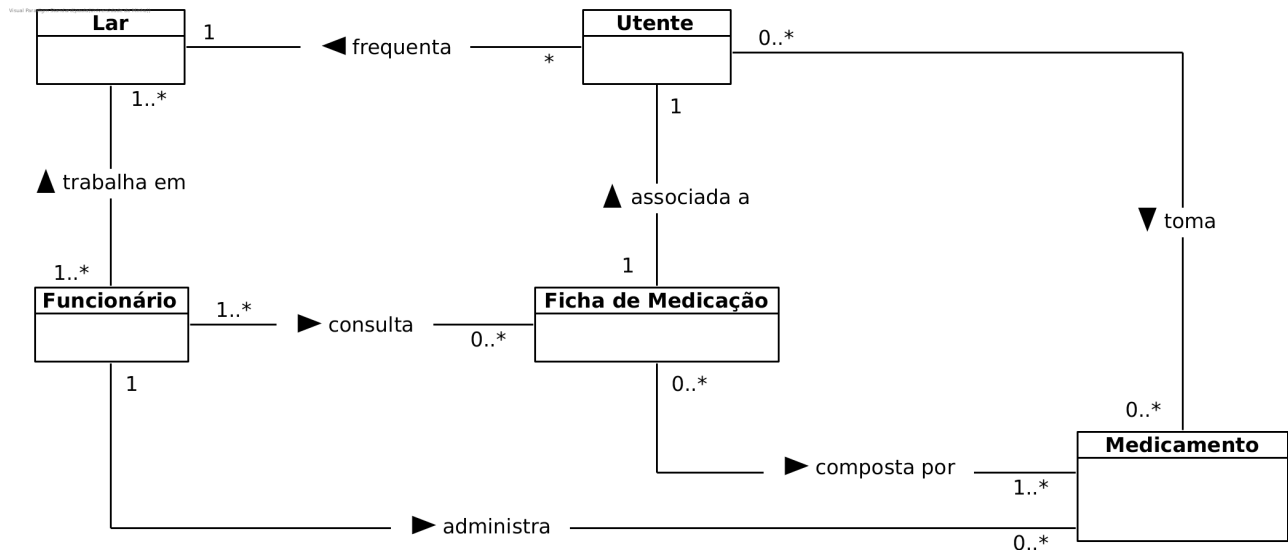 Lar
Utente
1
frequenta
*
0..*
1..*
1
trabalha em
associada a
toma
1..*
1
Funcionário
Ficha de Medicação
1..*
consulta
0..*
1
0..*
0..*
Medicamento
composta por
1..*
administra
0..*